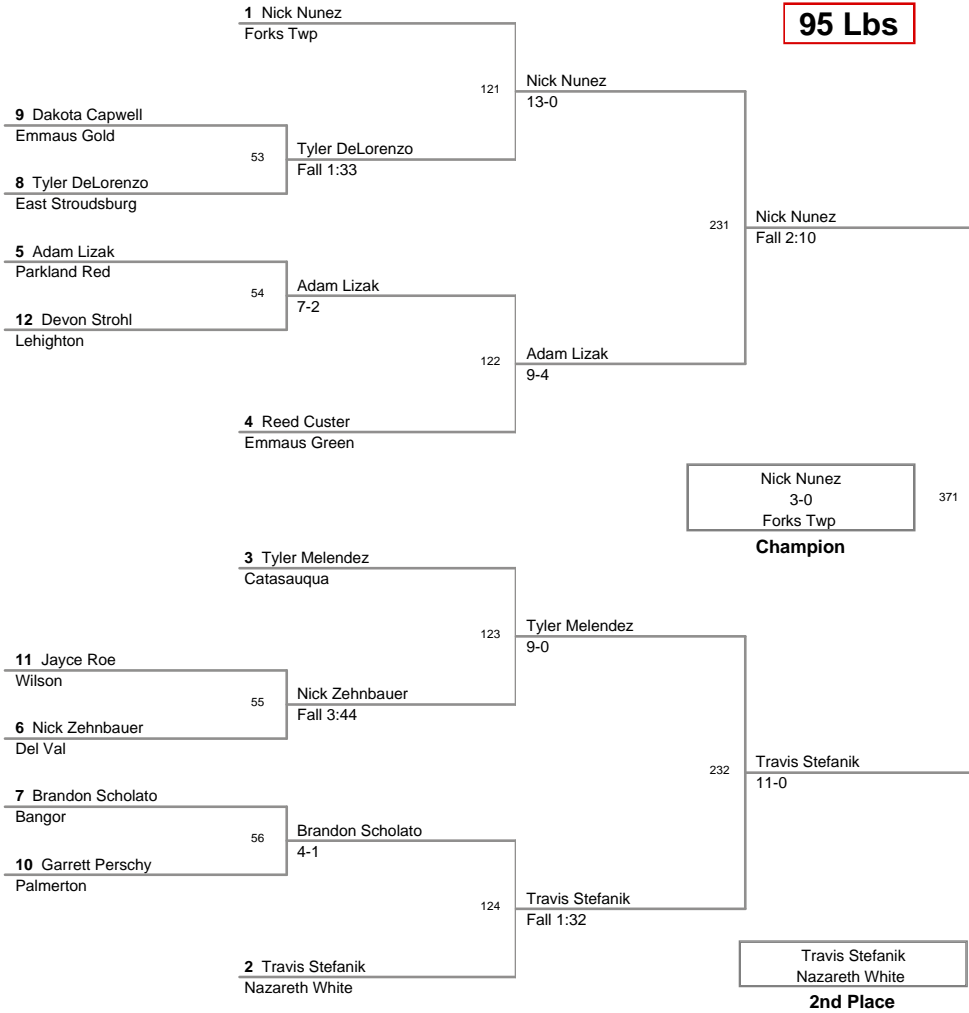 95 Lbs
1 Nick Nunez
Forks Twp
121
Nick Nunez
13-0
9 Dakota Capwell
Emmaus Gold
53
Tyler DeLorenzo
Fall 1:33
8 Tyler DeLorenzo
East Stroudsburg
231
Nick Nunez
Fall 2:10
5 Adam Lizak
Parkland Red
54
Adam Lizak
7-2
12 Devon Strohl
Lehighton
122
Adam Lizak
9-4
4 Reed Custer
Emmaus Green
Nick Nunez
3-0
Forks Twp
371
Champion
3 Tyler Melendez
Catasauqua
123
Tyler Melendez
9-0
11 Jayce Roe
Wilson
55
Nick Zehnbauer
Fall 3:44
6 Nick Zehnbauer
Del Val
232
Travis Stefanik
11-0
7 Brandon Scholato
Bangor
56
Brandon Scholato
4-1
10 Garrett Perschy
Palmerton
124
Travis Stefanik
Fall 1:32
2 Travis Stefanik
Nazareth White
Travis Stefanik
Nazareth White
2nd Place